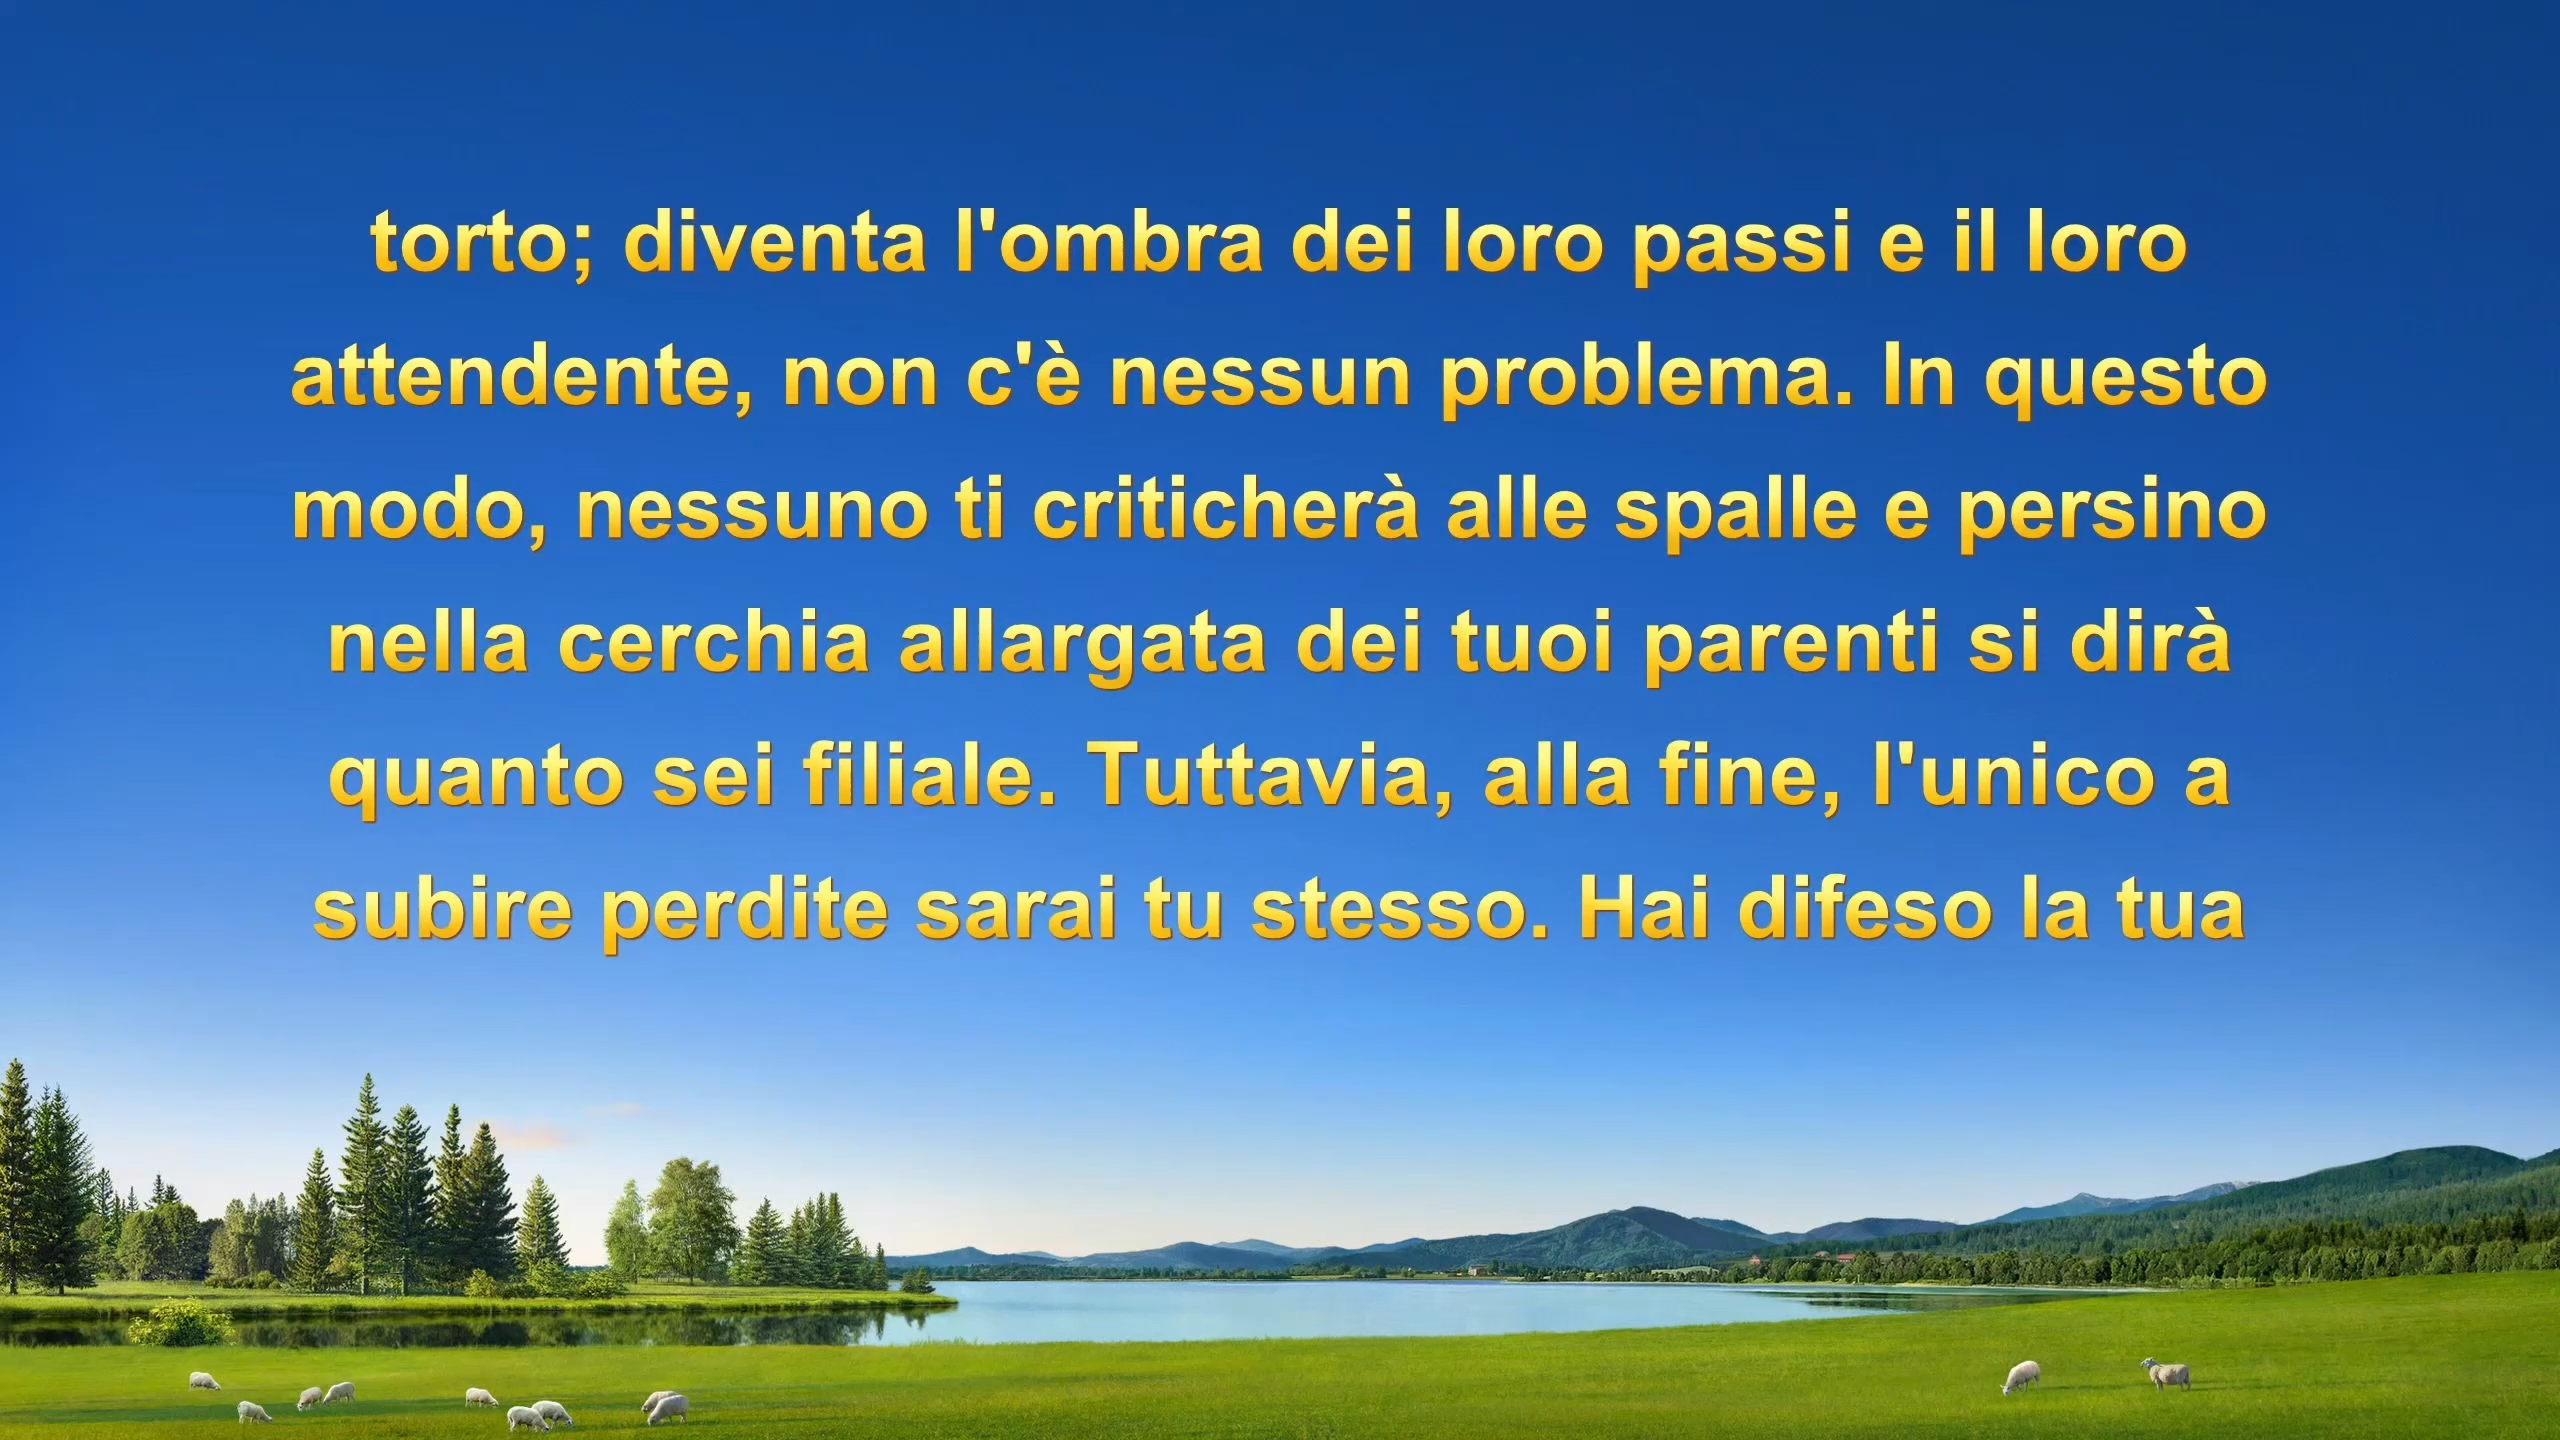 torto; diventa l'ombra dei loro passi e il loro
attendente, non c'è nessun problema. In questo
modo, nessuno ti criticherà alle spalle e persino
nella cerchia allargata dei tuoi parenti si dirà
quanto sei filiale. Tuttavia, alla fine, l'unico a
subire perdite sarai tu stesso. Hai difeso la tua